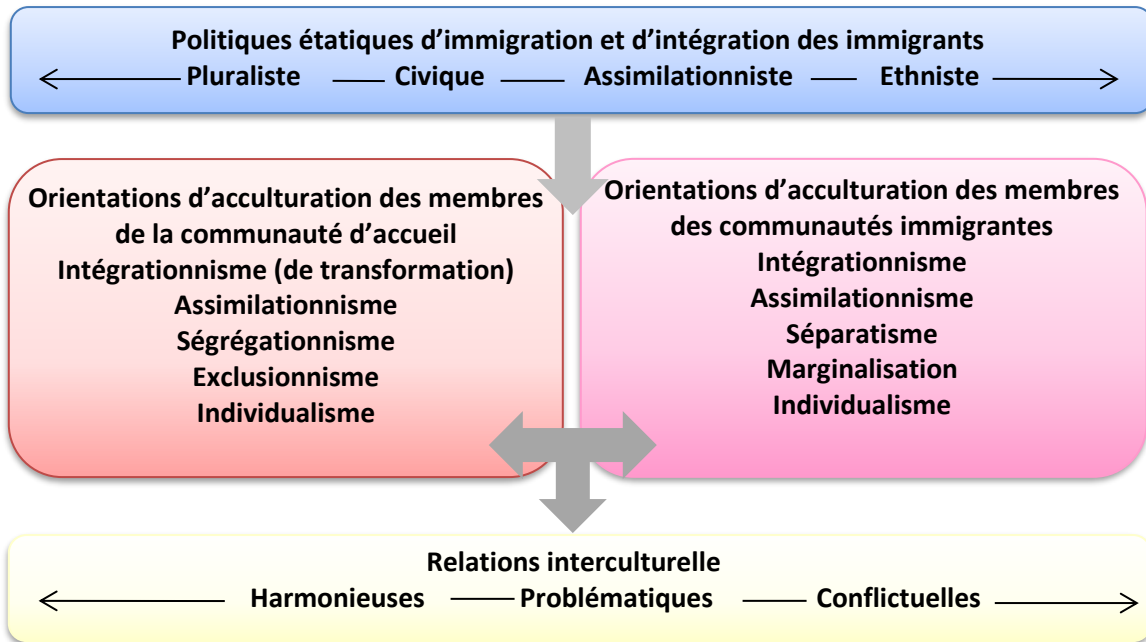 Politiques étatiques d’immigration et d’intégration des immigrants
Pluraliste Civique Assimilationniste Ethniste
Orientations d’acculturation des membres
de la communauté d’accueil
Intégrationnisme (de transformation)
Assimilationnisme
Ségrégationnisme
Exclusionnisme
Individualisme
Orientations d’acculturation des membres
des communautés immigrantes
Intégrationnisme
Assimilationnisme
Séparatisme
Marginalisation
Individualisme
Relations interculturelle
Harmonieuses Problématiques Conflictuelles